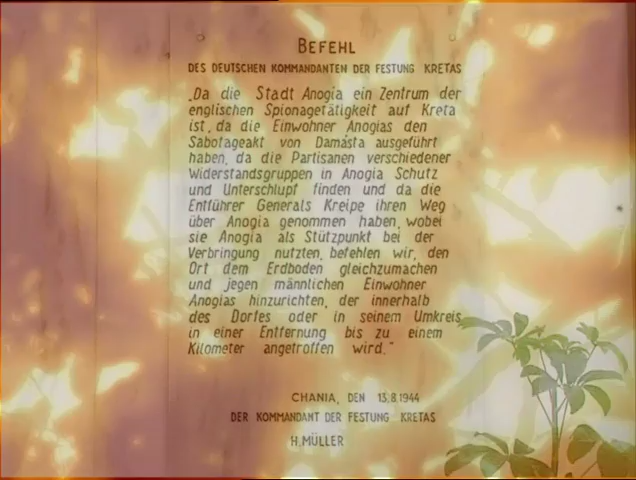 BEFEHL
DES DEUTSCHEN KOMMANDANTEN DER FESTUNG KRETAS
„Da die Stadt Anogia ein Zentrum der
englischen Spionagetätigkeit auf Kreta
ist, da die Einwohner Anogias den
Sabotageakt von Damásta ausgeführt
haben, da die Partisanen verschiedener
Widerstandsgruppen in Anogia Schutz
und Unterschlupf finden und da die
Entführer Generals Kreipe ihren Weg
über Anogia genommen haben, wobei
sie Anogia als Stützpunkt bei der
Verbringung nutzten, befehlen wir, den
Ort dem Erdboden gleichzumachen
und jegen männlichen Einwohner
Anogias hinzurichten, der innerhalb
des Dorfes oder in seinem Umkreis
in einer Entfernung bis zu einem
Kilometer angetroffen wird."
CHANIA, DEN 13.8.1944
DER KOMMANDANT DER FESTUNG KRETAS
H.MÜLLER